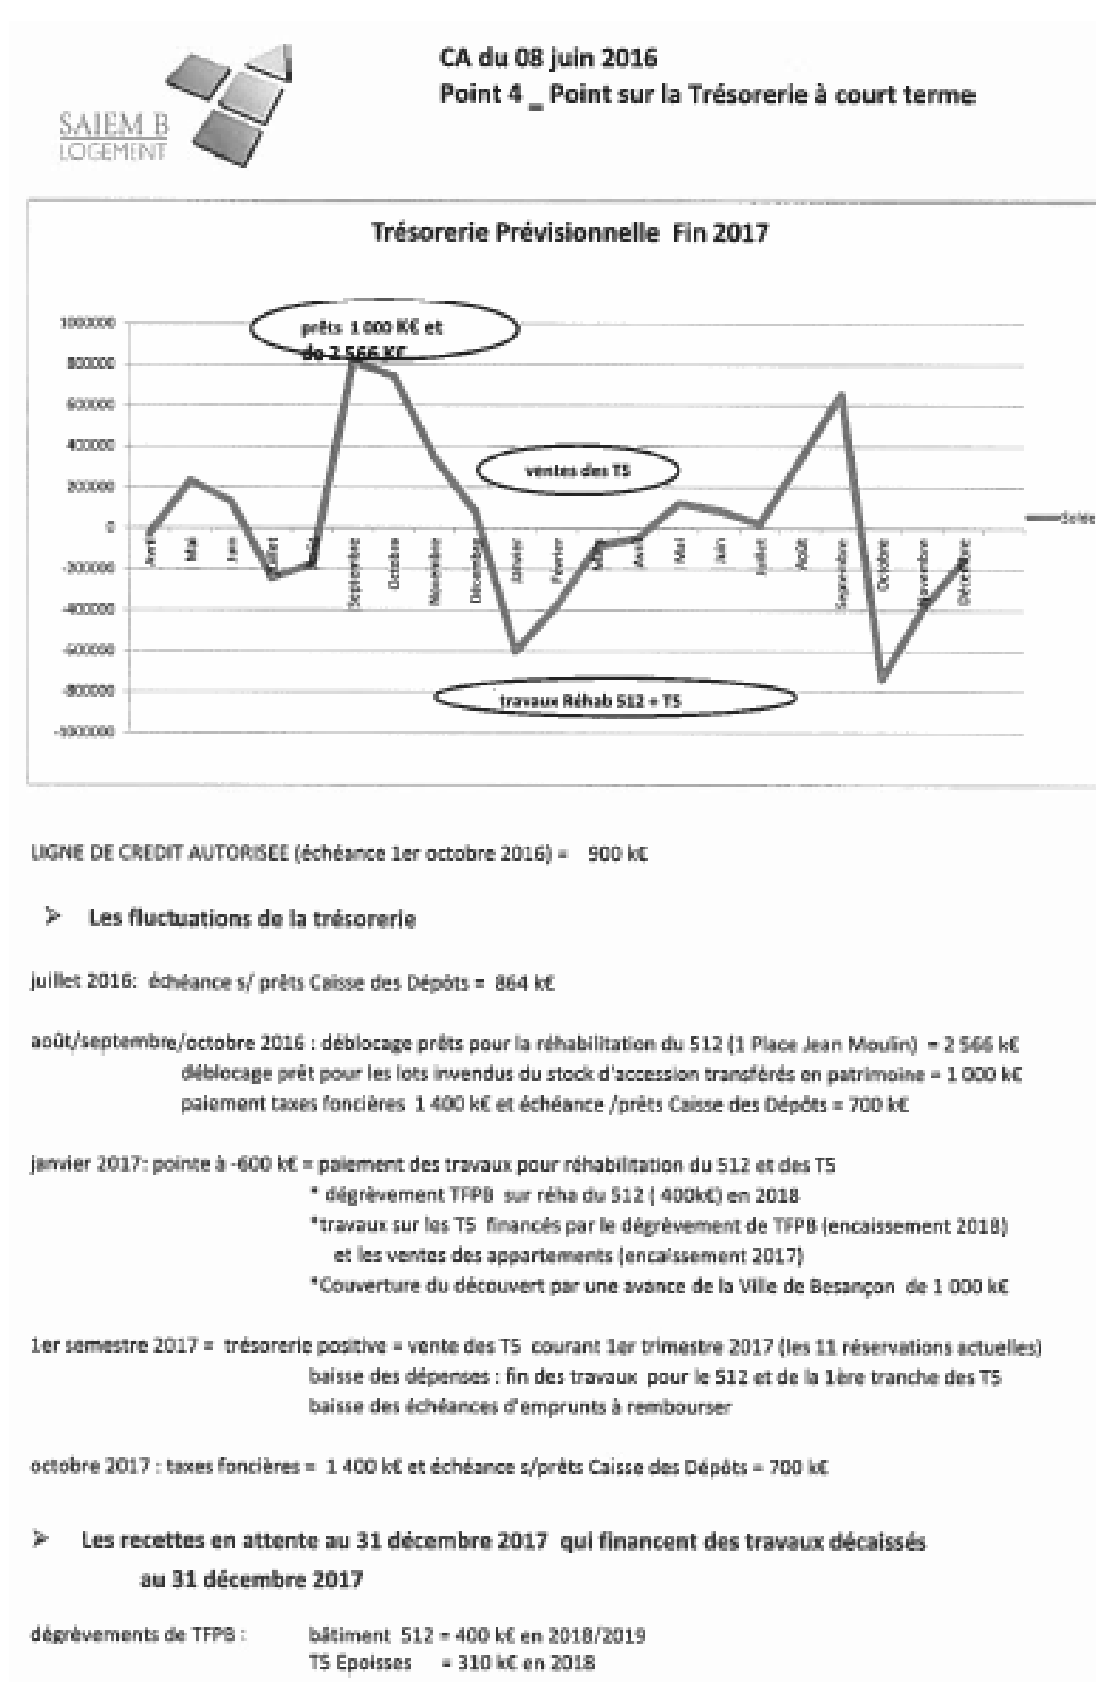 SAIEM B
LOGEMENT
CA du 08 juin 2016
Point 4 _ Point sur la Trésorerie à court terme
Trésorerie Prévisionnelle Fin 2017
prêts 1 000 K€ et
de 2 566 K€
ventes des T5
travaux Réhab 512 + T5
1000000
800000
600000
400000
200000
0
-200000
-400000
-600000
-800000
-1000000
Avril
Mai
Juin
Juillet
Septembre
Octobre
Novembre
Décembre
Janvier
Février
Mars
Avril
Mai
Juin
Juillet
Août
Septembre
Octobre
Novembre
Décembre
Solde
LIGNE DE CREDIT AUTORISEE (échéance 1er octobre 2016) = 900 k€
➢ Les fluctuations de la trésorerie
juillet 2016: échéance s/ prêts Caisse des Dépôts = 864 k€
août/septembre/octobre 2016 : déblocage prêts pour la réhabilitation du 512 (1 Place Jean Moulin) = 2 566 k€
déblocage prêt pour les lots invendus du stock d'accession transférés en patrimoine = 1 000 k€
paiement taxes foncières 1 400 k€ et échéance /prêts Caisse des Dépôts = 700 k€
janvier 2017: pointe à -600 k€ = paiement des travaux pour réhabilitation du 512 et des T5
* dégrèvement TFPB sur réha du 512 ( 400k€) en 2018
*travaux sur les T5 financés par le dégrèvement de TFPB (encaissement 2018)
et les ventes des appartements (encaissement 2017)
*Couverture du découvert par une avance de la Ville de Besançon de 1 000 k€
1er semestre 2017 = trésorerie positive = vente des T5 courant 1er trimestre 2017 (les 11 réservations actuelles)
baisse des dépenses : fin des travaux pour le 512 et de la 1ère tranche des T5
baisse des échéances d'emprunts à rembourser
octobre 2017 : taxes foncières = 1 400 k€ et échéance s/prêts Caisse des Dépôts = 700 k€
➢ Les recettes en attente au 31 décembre 2017 qui financent des travaux décaissés
au 31 décembre 2017
dégrèvements de TFPB : bâtiment 512 = 400 k€ en 2018/2019
T5 Epoisses = 310 k€ en 2018